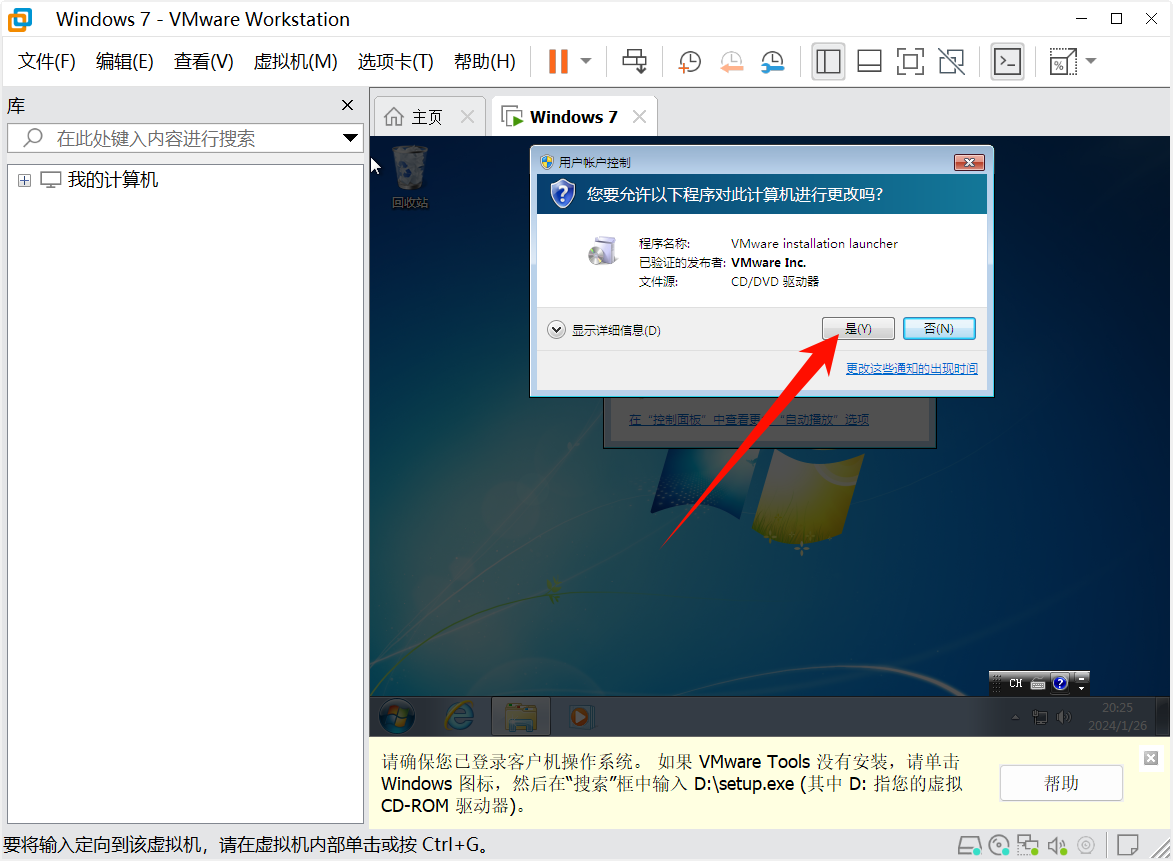 Windows 7 - VMware Workstation
文件(F) 编辑(E) 查看(V) 虚拟机(M) 选项卡(T) 帮助(H)
库
在此处键入内容进行搜索
我的计算机
主页
Windows 7
回收站
用户帐户控制
您要允许以下程序对此计算机进行更改吗?
程序名称: VMware installation launcher
已验证的发布者: VMware Inc.
文件源: CD/DVD 驱动器
显示详细信息(D)
是(Y)
否(N)
更改这些通知的出现时间
在“控制面板”中查看更 “自动播放”选项
CH
20:25
2024/1/26
请确保您已登录客户机操作系统。 如果 VMware Tools 没有安装，请单击
Windows 图标，然后在“搜索”框中输入 D:\setup.exe (其中 D: 指您的虚拟
CD-ROM 驱动器)。
帮助
要将输入定向到该虚拟机，请在虚拟机内部单击或按 Ctrl+G。